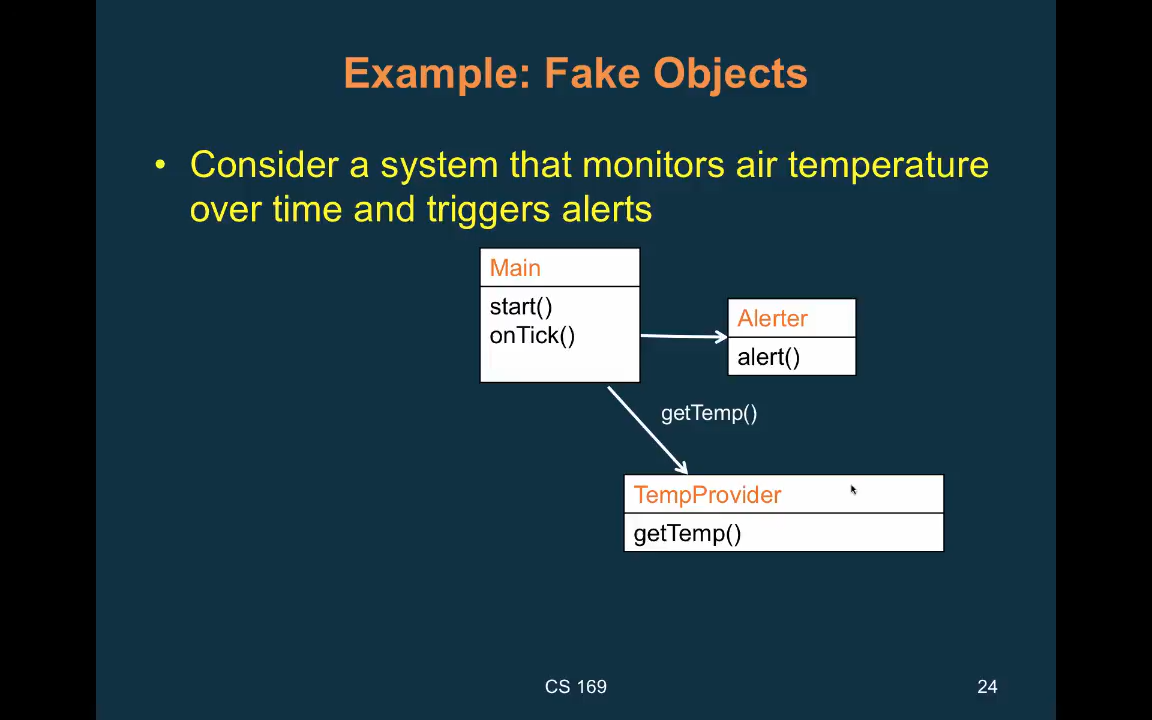 Example: Fake Objects
• Consider a system that monitors air temperature
over time and triggers alerts
Main
start()
onTick()
Alerter
alert()
getTemp()
TempProvider
getTemp()
CS 169
24